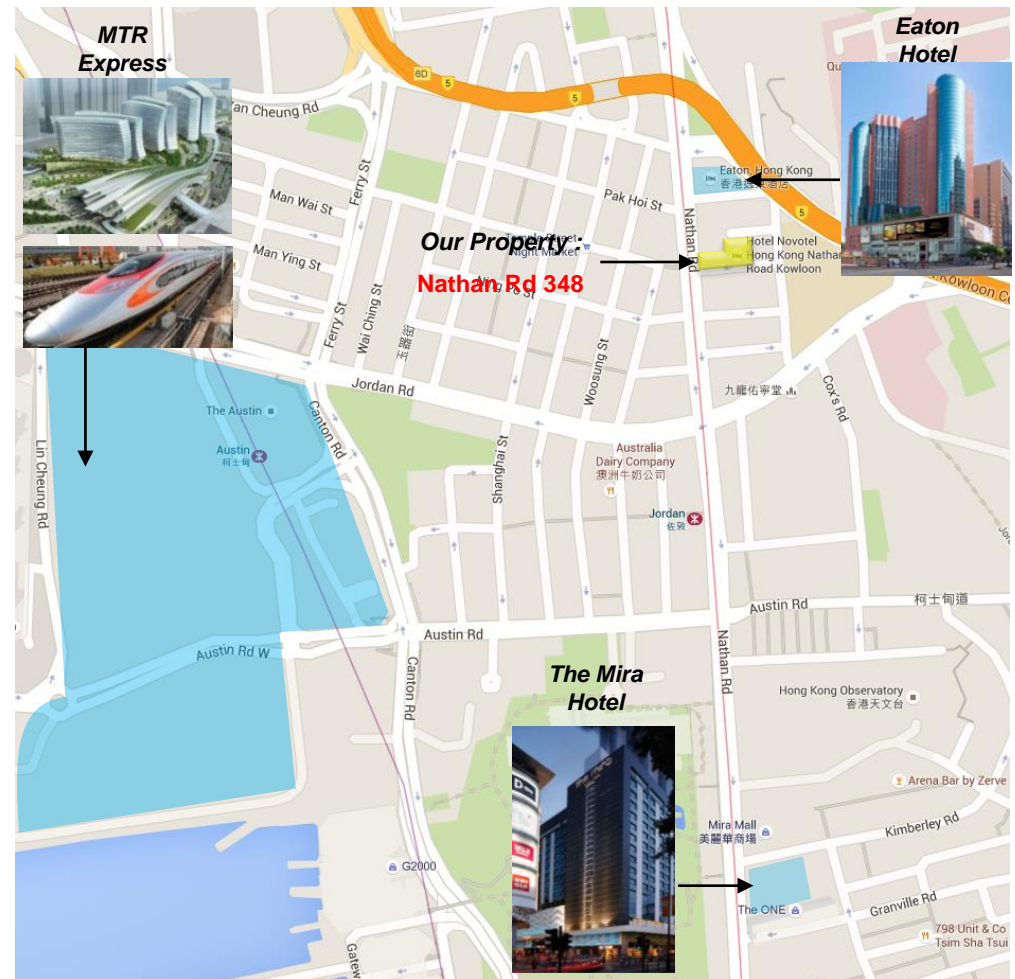 MTR
Express
Eaton
Hotel
6D
5
5
5
Yan Cheung Rd
Ferry St
Man Wai St
Pak Hoi St
Eaton, Hong Kong
Man Ying St
Our Property :
Night Market
Nathan Rd 348
Nathan Rd
Hotel Novotel
Hong Kong Nathan
Road Kowloon
Ferry St
Wai Ching St
玉器街
Woosung St
Jordan Rd
九龍佑寧堂
Cox's Rd
The Austin
Canton Rd
Austin
柯士甸
Lin Cheung Rd
Shanghai St
Australia
Dairy Company
澳洲牛奶公司
Jordan
佐敦
Austin Rd
柯士甸道
Austin Rd
Austin Rd W
Canton Rd
Nathan Rd
The Mira
Hotel
Hong Kong Observatory
香港天文台
Arena Bar by Zerve
Mira Mall
美麗華商場
Kimberley Rd
G2000
Granville Rd
The ONE
798 Unit & Co
Tsim Sha Tsui